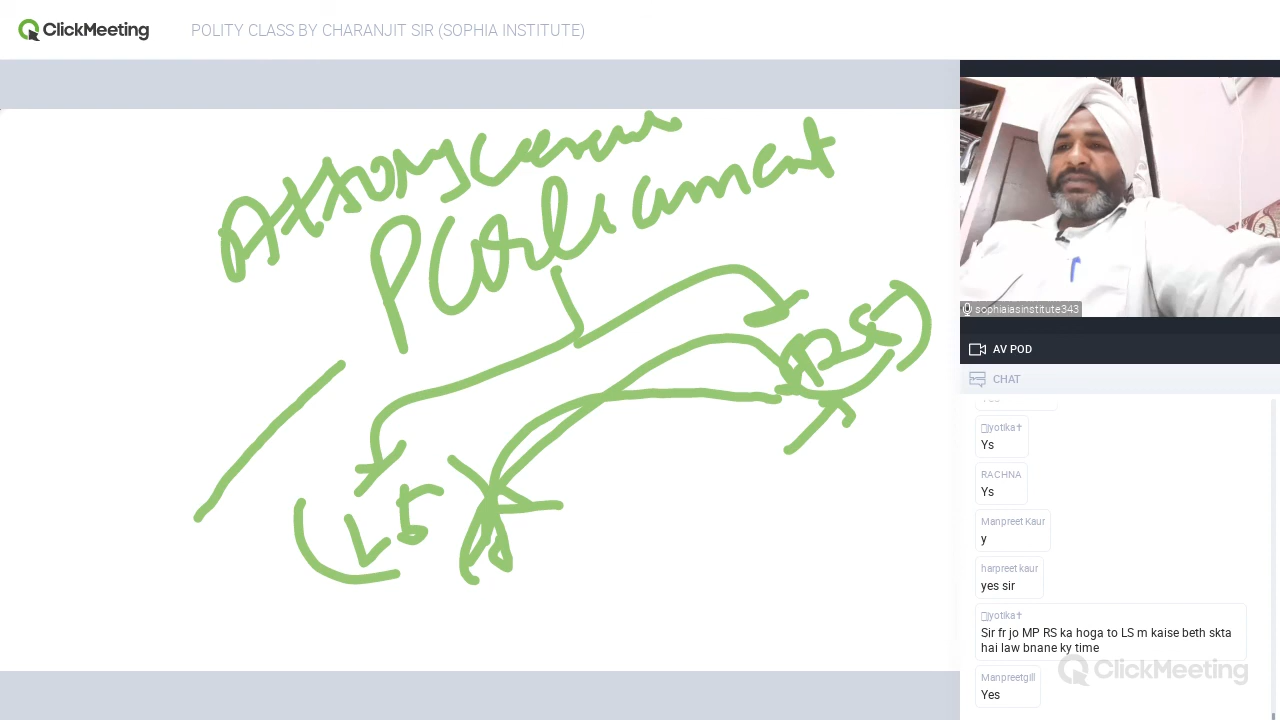 ClickMeeting
POLITY CLASS BY CHARANJIT SIR (SOPHIA INSTITUTE)
Parliament
(RS)
(LS
sophiaiasinstitute343
AV POD
CHAT
jyotika✝
Ys
RACHNA
Ys
Manpreet Kaur
y
harpreet kaur
yes sir
jyotika✝
Sir fr jo MP RS ka hoga to LS m kaise beth skta
hai law bnane ky time
ClickMeeting
Manpreetgill
Yes